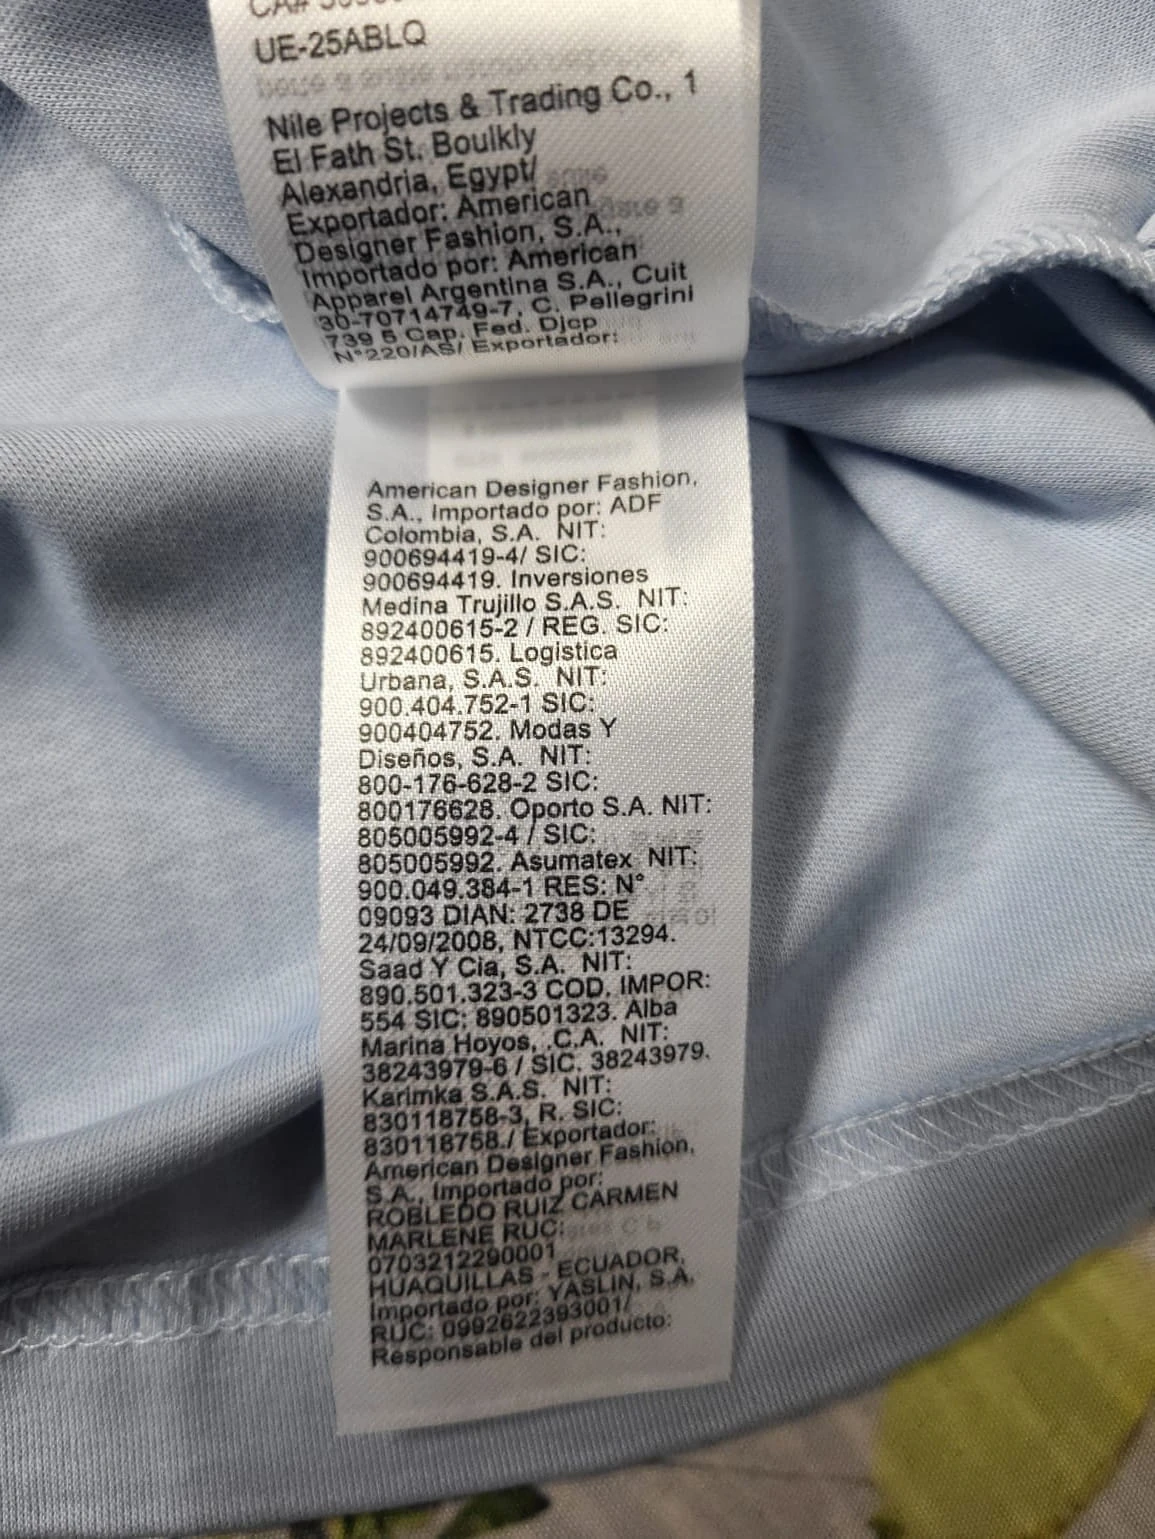 UE-25ABLQ
Nile Projects & Trading Co., 1
El Fath St. Boulkly
Alexandria, Egypt/
Exportador: American
Designer Fashion, S.A.,
Importado por: American
Apparel Argentina S.A., Cuit
30-70714749-7, C. Pellegrini
739 5 Cap. Fed. Djcp
N°220/AS/ Exportador:
American Designer Fashion,
S.A., Importado por: ADF
Colombia, S.A. NIT:
900694419-4/ SIC:
900694419. Inversiones
Medina Trujillo S.A.S. NIT:
892400615-2 / REG. SIC:
892400615. Logistica
Urbana, S.A.S. NIT:
900.404.752-1 SIC:
900404752. Modas Y
Diseños, S.A. NIT:
800-176-628-2 SIC:
800176628. Oporto S.A. NIT:
805005992-4 / SIC:
805005992. Asumatex NIT:
900.049.384-1 RES: N°
09093 DIAN: 2738 DE
24/09/2008, NTCC:13294.
Saad Y Cia, S.A. NIT:
890.501.323-3 COD. IMPOR:
554 SIC: 890501323. Alba
Marina Hoyos, .C.A. NIT:
38243979-6 / SIC. 38243979.
Karimka S.A.S. NIT:
830118758-3, R. SIC:
830118758./ Exportador:
American Designer Fashion,
S.A., Importado por:
ROBLEDO RUIZ CARMEN
MARLENE RUC:
0703212290001
HUAQUILLAS - ECUADOR,
Importado por: YASLIN, S.A.
RUC: 0992622393001/
Responsable del producto: